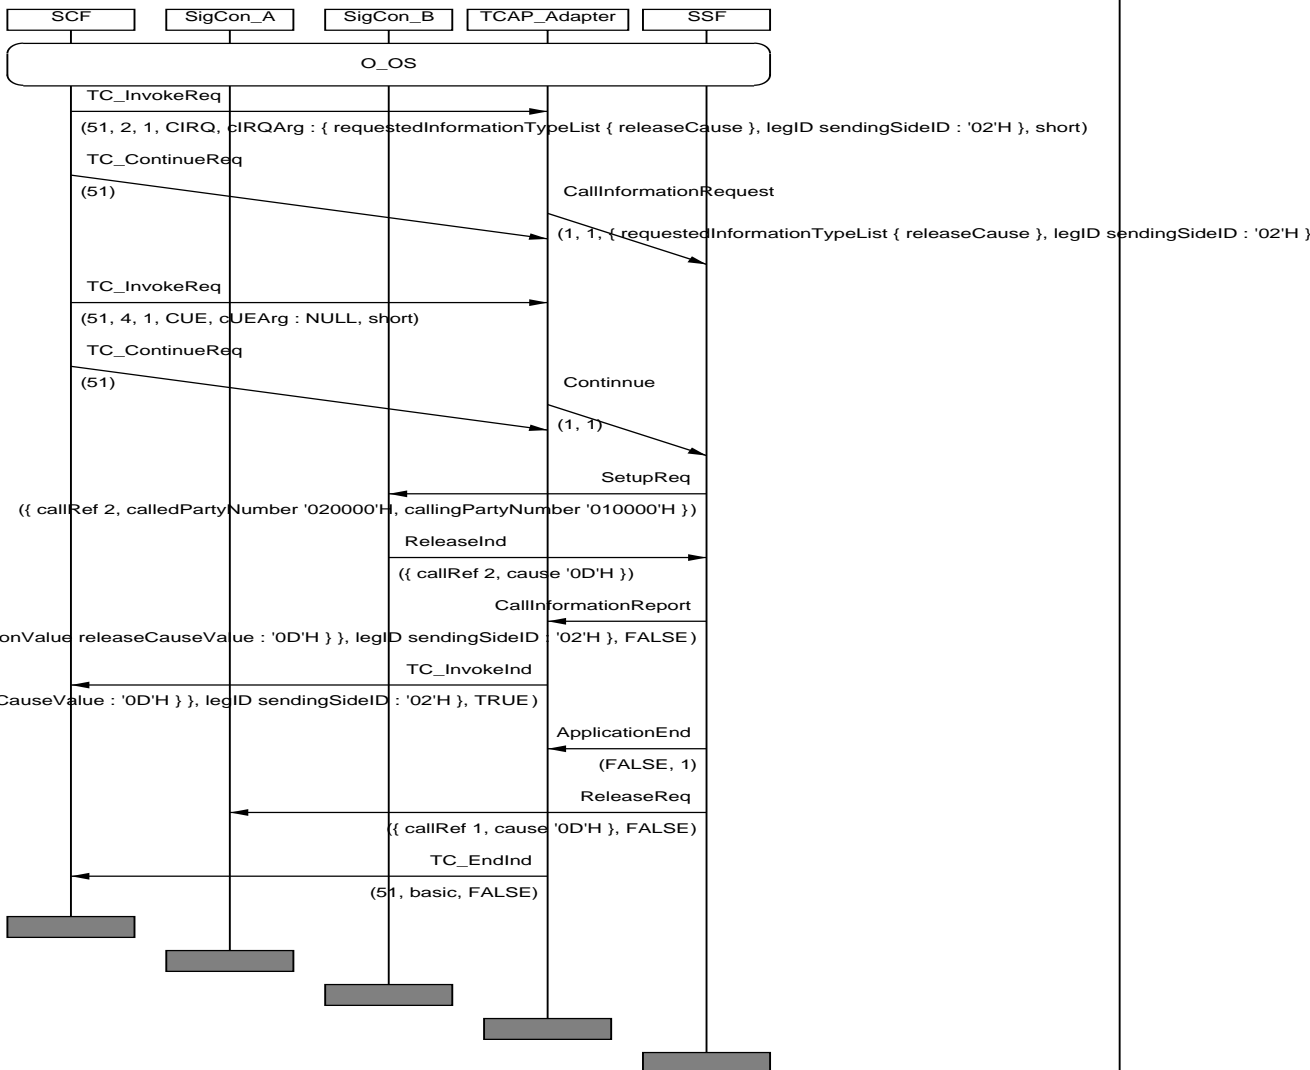 SCF SigCon_A SigCon_B TCAP_Adapter SSF
O_OS
TC_InvokeReq
(51, 2, 1, CIRQ, cIRQArg : { requestedInformationTypeList { releaseCause }, legID sendingSideID : '02'H }, short)
TC_ContinueReq
(51) CallInformationRequest
(1, 1, { requestedInformationTypeList { releaseCause }, legID sendingSideID : '02'H }
TC_InvokeReq
(51, 4, 1, CUE, cUEArg : NULL, short)
TC_ContinueReq
(51) Continnue
(1, 1)
SetupReq
({ callRef 2, calledPartyNumber '020000'H, callingPartyNumber '010000'H })
ReleaseInd
({ callRef 2, cause '0D'H })
CallInformationReport
onValue releaseCauseValue : '0D'H } }, legID sendingSideID : '02'H }, FALSE)
TC_InvokeInd
CauseValue : '0D'H } }, legID sendingSideID : '02'H }, TRUE)
ApplicationEnd
(FALSE, 1)
ReleaseReq
({ callRef 1, cause '0D'H }, FALSE)
TC_EndInd
(51, basic, FALSE)